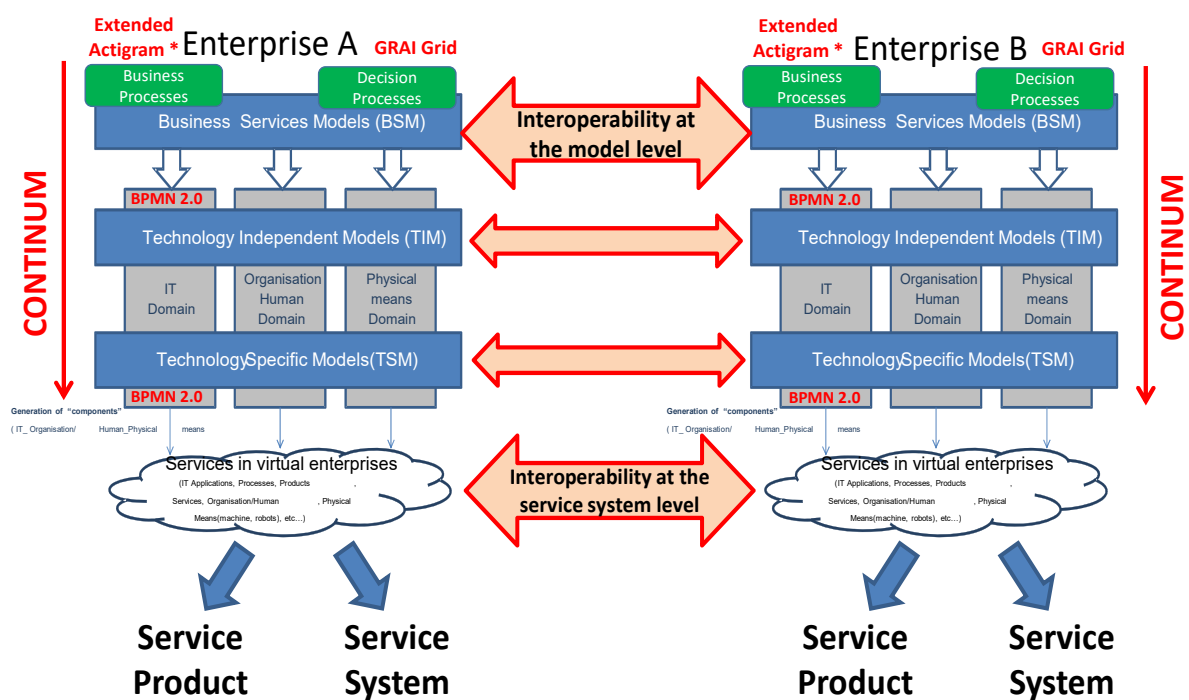 Extended
Actigram *
Enterprise A
GRAI Grid
Business
Processes
Decision
Processes
Business Services Models (BSM)
CONTINUM
BPMN 2.0
Technology Independent Models (TIM)
IT
Domain
Organisation
Human
Domain
Physical
means
Domain
TechnologySpecific Models(TSM)
BPMN 2.0
Generation of "components"
( IT_ Organisation/ Human_Physical means
Services in virtual enterprises
(IT Applications, Processes, Products ,
Services, Organisation/Human , Physical
Means(machine, robots), etc…)
Service
Product
Service
System
Interoperability at
the model level
Interoperability at the
service system level
Extended
Actigram *
Enterprise B
GRAI Grid
Business
Processes
Decision
Processes
Business Services Models (BSM)
CONTINUM
BPMN 2.0
Technology Independent Models (TIM)
IT
Domain
Organisation
Human
Domain
Physical
means
Domain
TechnologySpecific Models(TSM)
BPMN 2.0
Generation of "components"
( IT_ Organisation/ Human_Physical means
Services in virtual enterprises
(IT Applications, Processes, Products ,
Services, Organisation/Human , Physical
Means(machine, robots), etc…)
Service
Product
Service
System